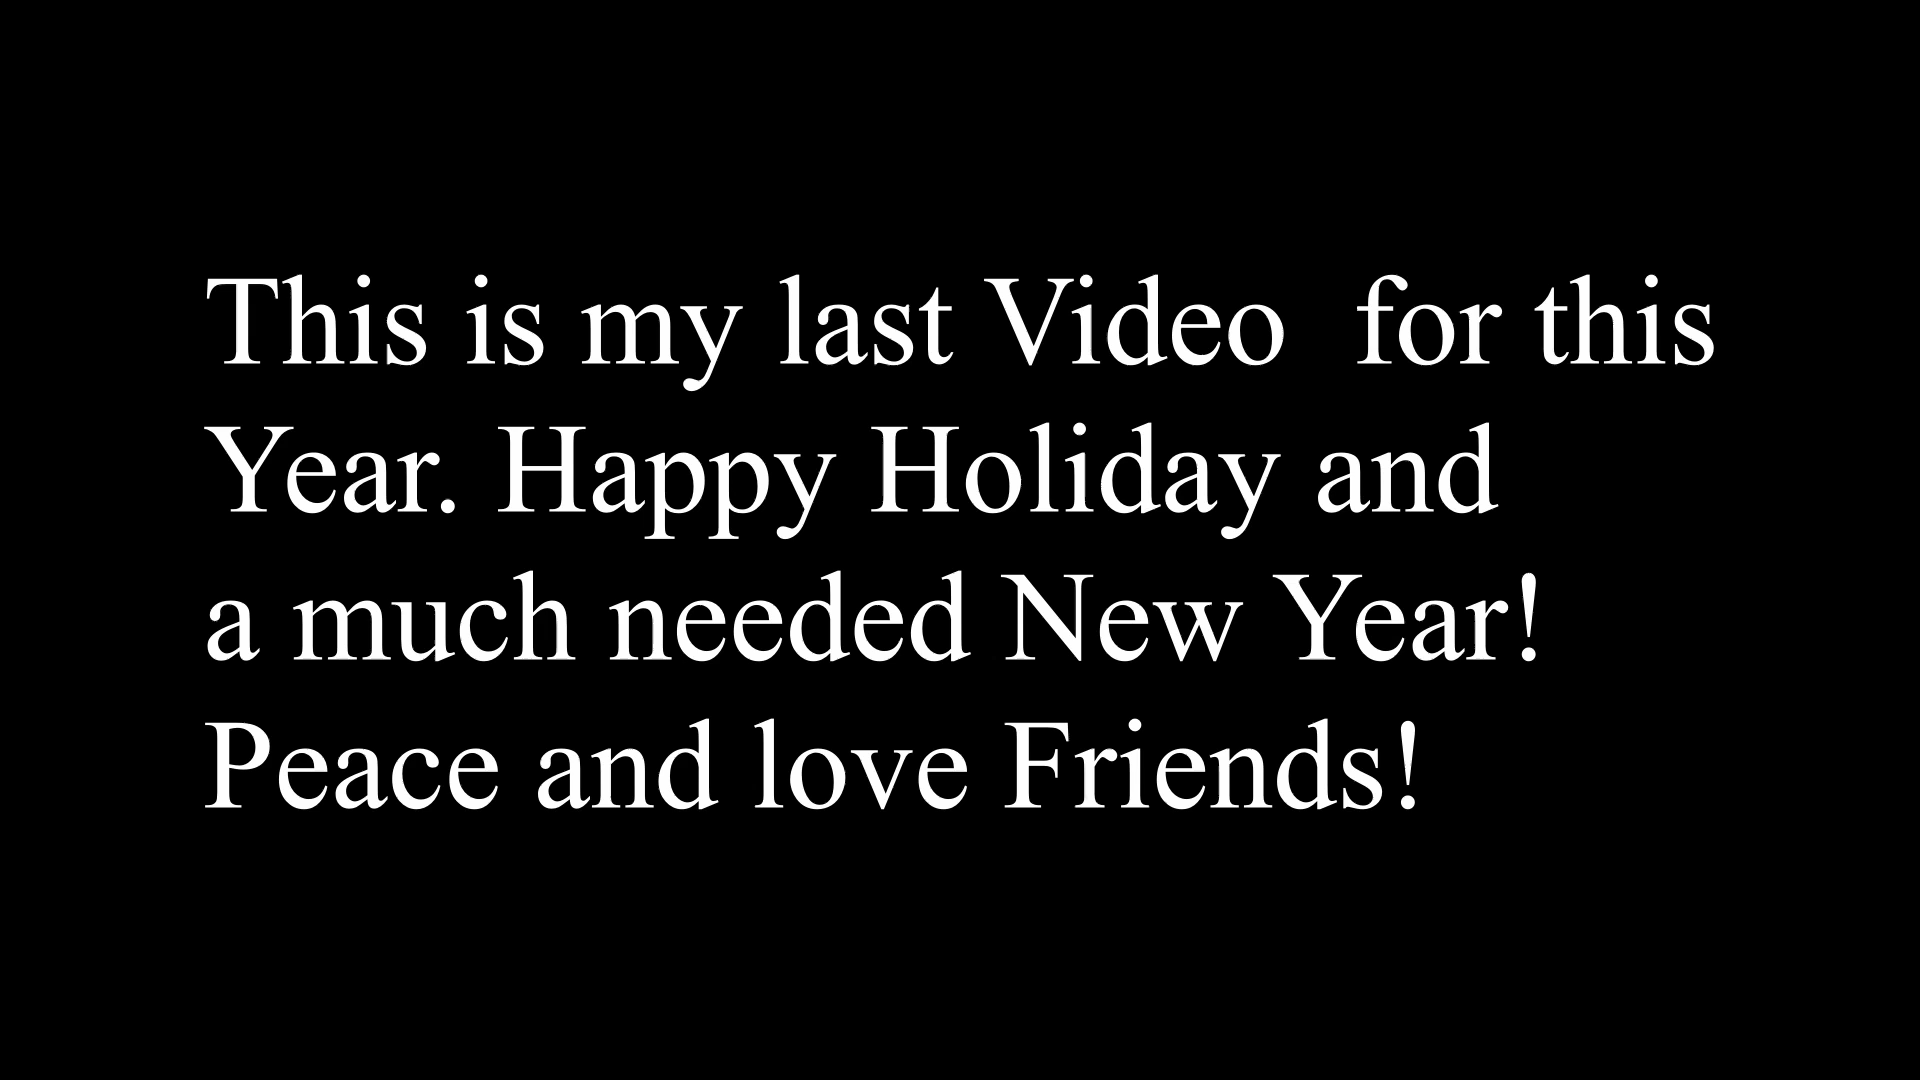 This is my last Video  for this
Year. Happy Holiday and
a much needed New Year!
Peace and love Friends!